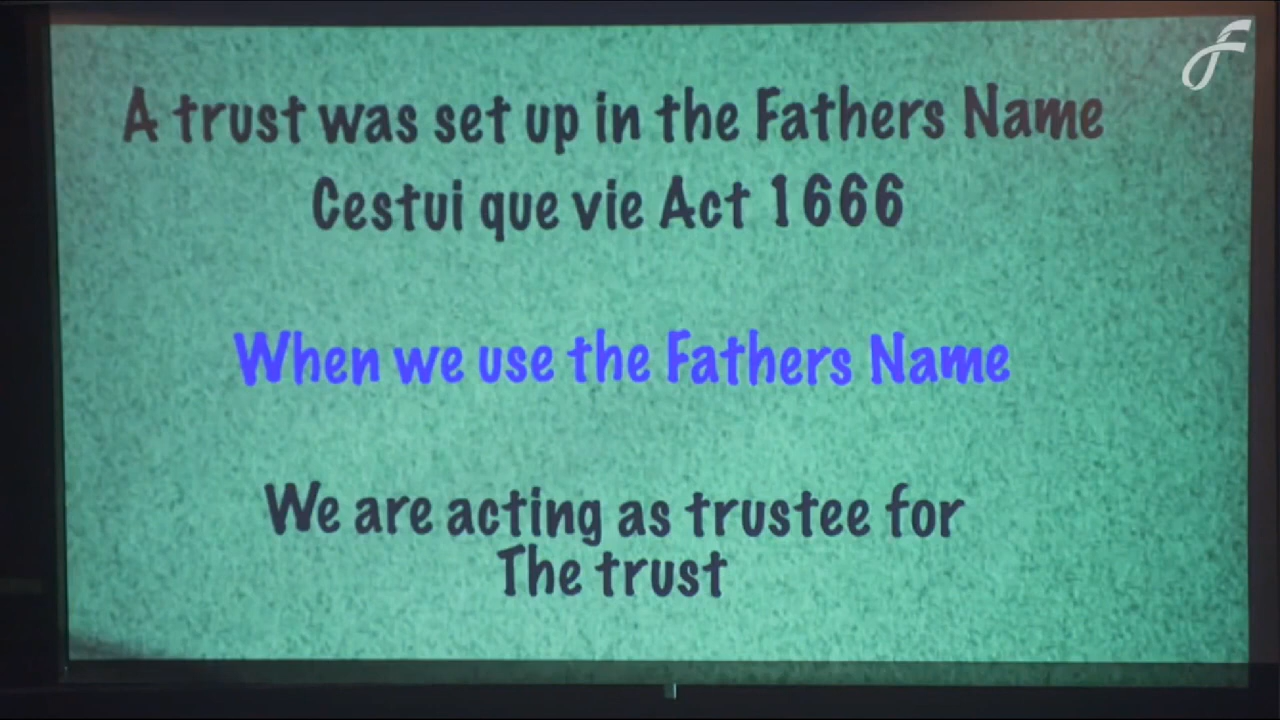 A trust was set up in the Fathers Name
Cestui que vie Act 1666
When we use the Fathers Name
We are acting as trustee for
The trust